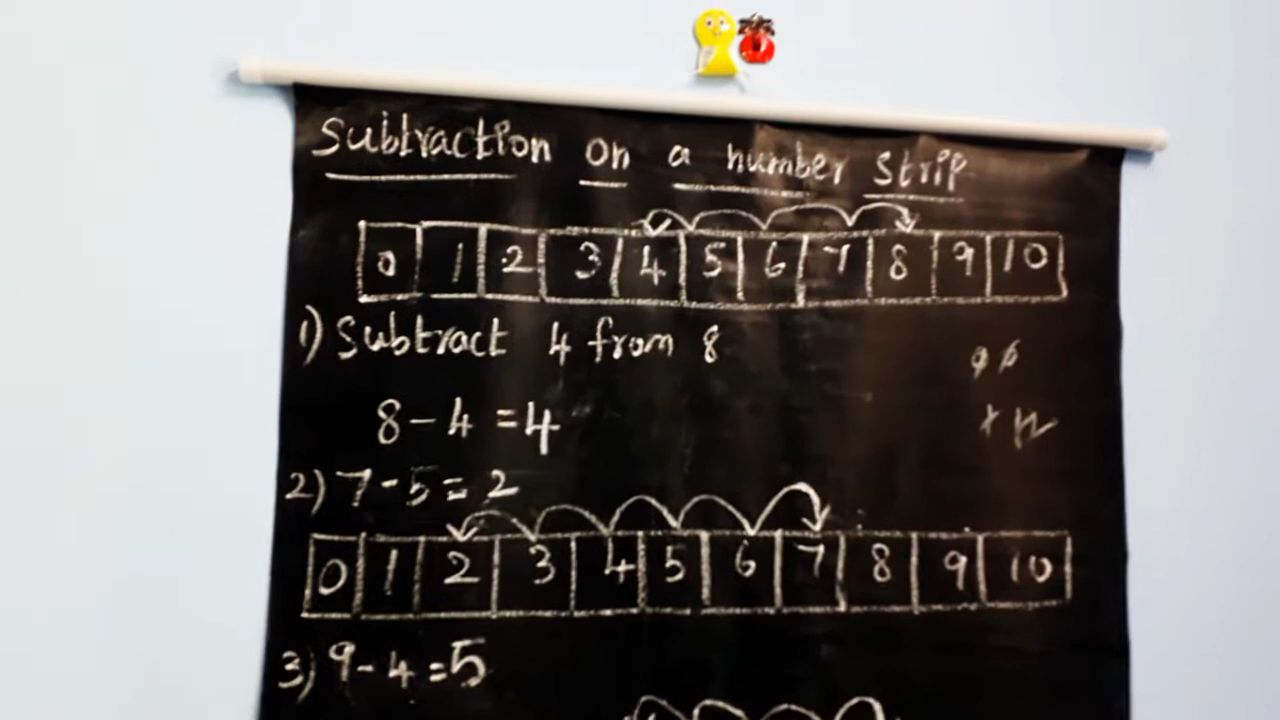 Subtraction on a number strip
0 1 2 3 4 5 6 7 8 9 10
1) Subtract 4 from 8
8 - 4 = 4
2) 7 - 5 = 2
0 1 2 3 4 5 6 7 8 9 10
3) 9 - 4 = 5